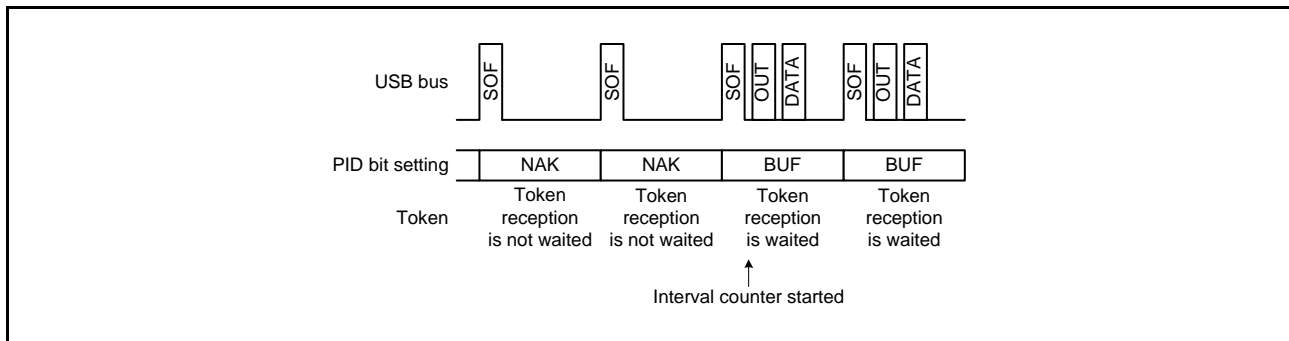 USB bus SOF SOF SOF OUT DATA SOF OUT DATA
PID bit setting NAK NAK BUF BUF
Token Token reception is not waited Token reception is not waited Token reception is waited Token reception is waited
Interval counter started